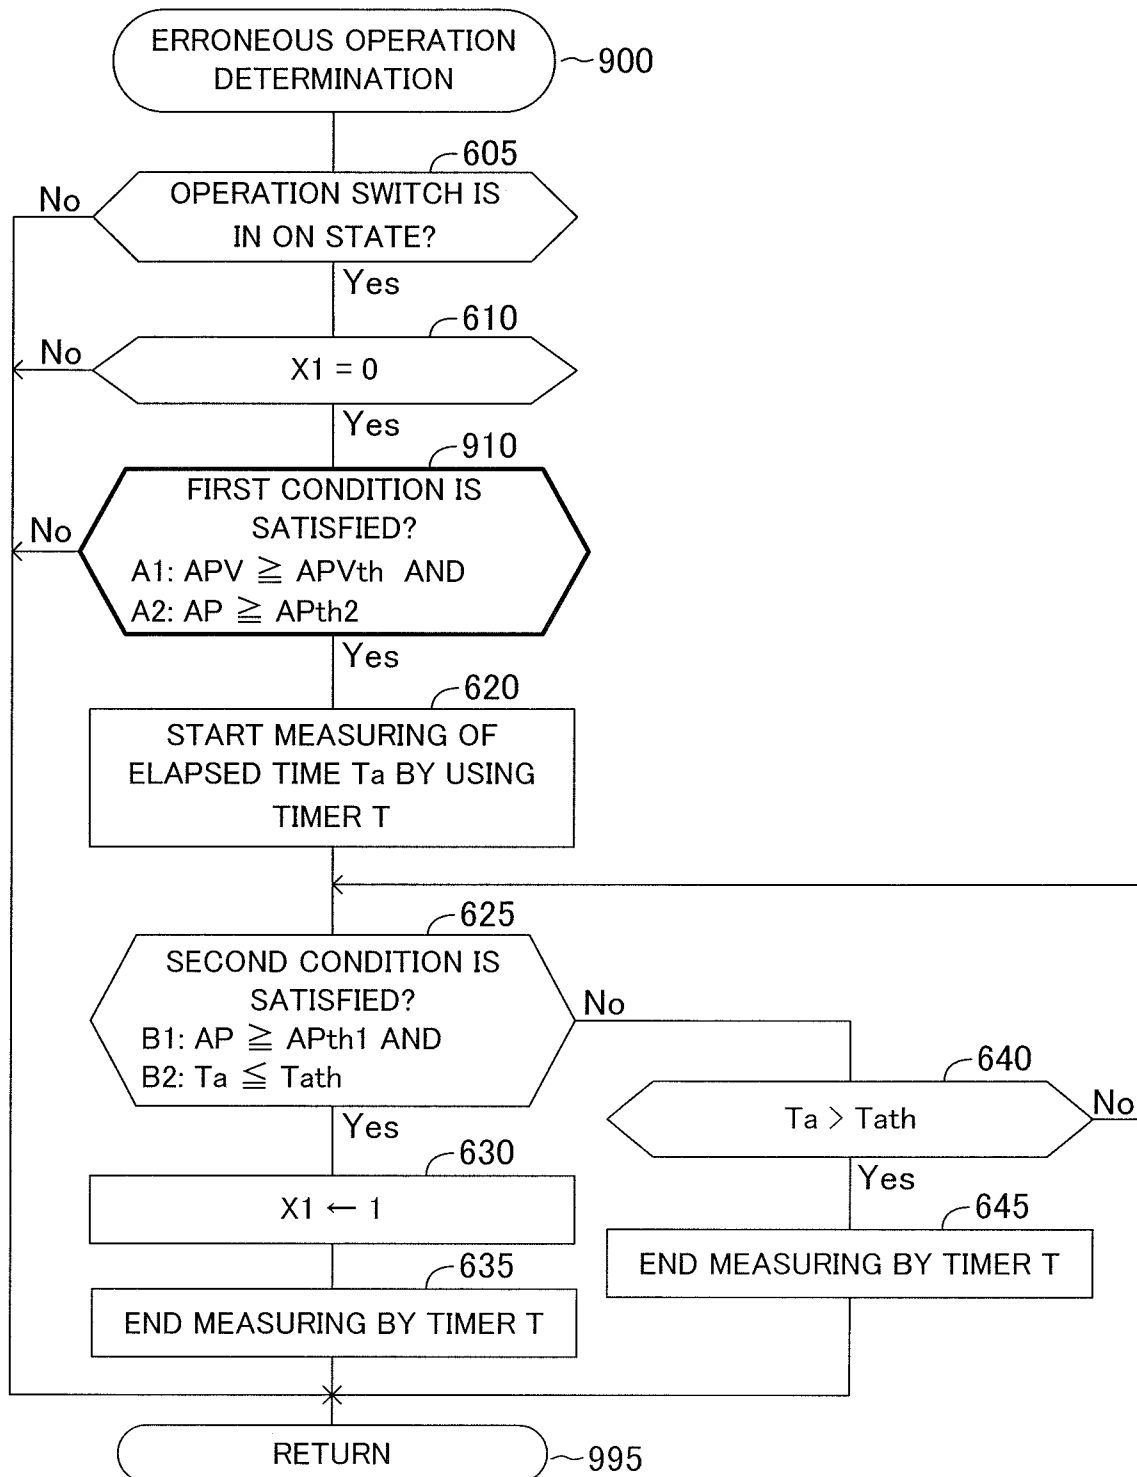 ERRONEOUS OPERATION
DETERMINATION
900
605
OPERATION SWITCH IS
IN ON STATE?
No
Yes
610
X1 = 0
No
Yes
910
FIRST CONDITION IS
SATISFIED?
A1: APV ≧ APVth AND
A2: AP ≧ APth2
No
Yes
620
START MEASURING OF
ELAPSED TIME Ta BY USING
TIMER T
625
SECOND CONDITION IS
SATISFIED?
B1: AP ≧ APth1 AND
B2: Ta ≦ Tath
No
Yes
640
Ta > Tath
No
Yes
630
X1 ← 1
645
END MEASURING BY TIMER T
635
END MEASURING BY TIMER T
RETURN
995